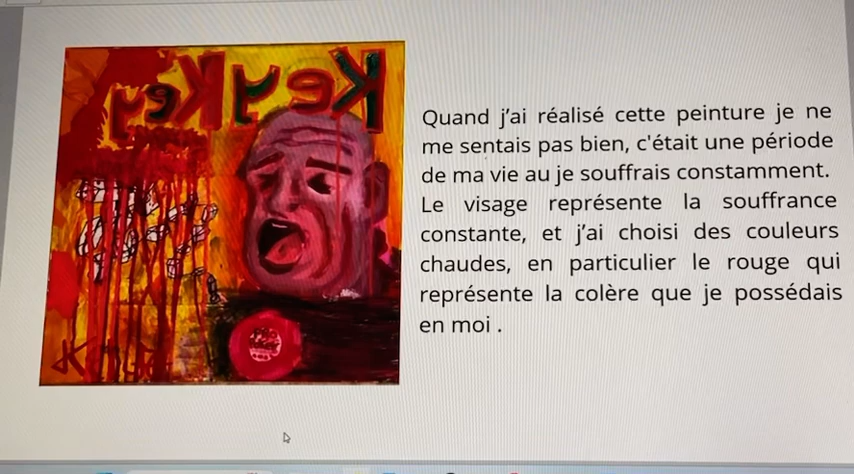 KeyKey
Quand j’ai réalisé cette peinture je ne
me sentais pas bien, c'était une période
de ma vie au je souffrais constamment.
Le visage représente la souffrance
constante, et j’ai choisi des couleurs
chaudes, en particulier le rouge qui
représente la colère que je possédais
en moi .